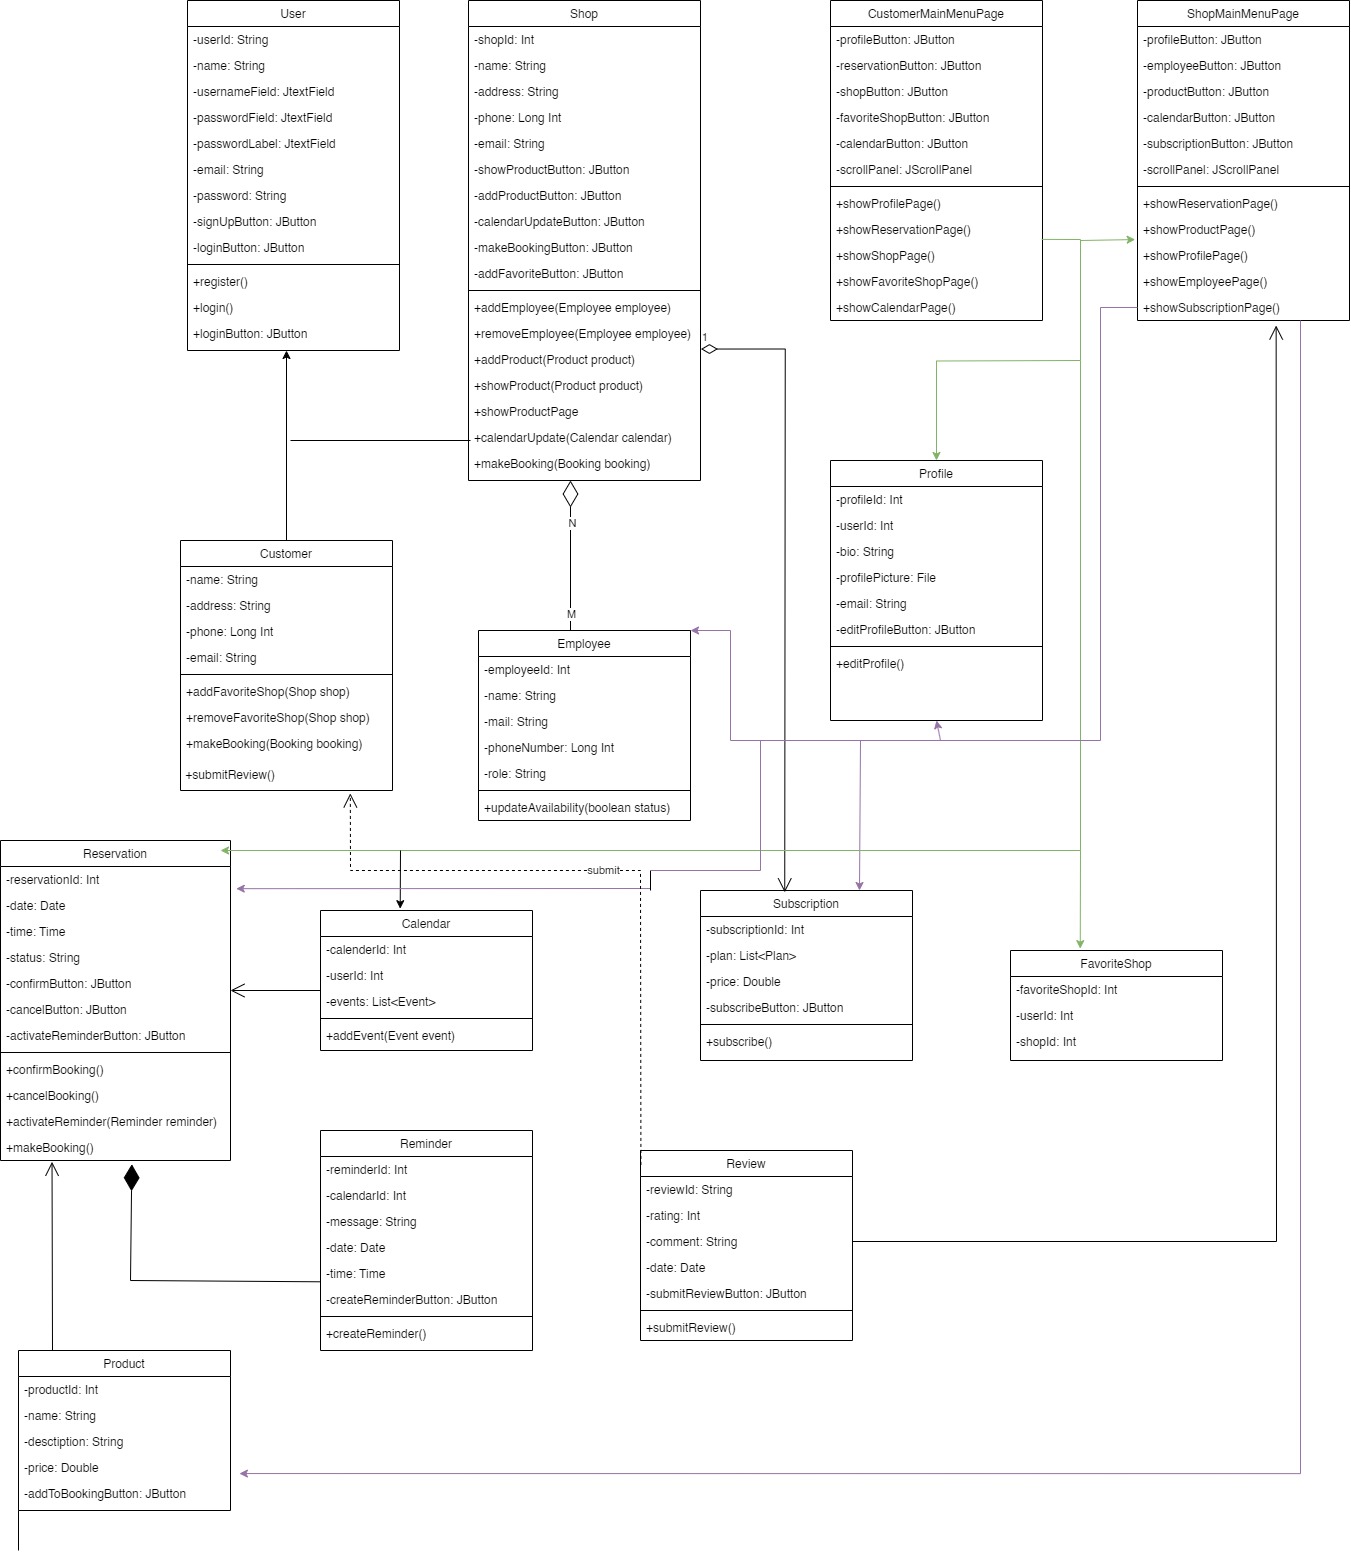 User
-userId: String
-name: String
-usernameField: JtextField
-passwordField: JtextField
-passwordLabel: JtextField
-email: String
-password: String
-signUpButton: JButton
-loginButton: JButton
+register()
+login()
+loginButton: JButton
Shop
-shopId: Int
-name: String
-address: String
-phone: Long Int
-email: String
-showProductButton: JButton
-addProductButton: JButton
-calendarUpdateButton: JButton
-makeBookingButton: JButton
-addFavoriteButton: JButton
+addEmployee(Employee employee)
+removeEmployee(Employee employee)
+addProduct(Product product)
+showProduct(Product product)
+showProductPage
+calendarUpdate(Calendar calendar)
+makeBooking(Booking booking)
1
N
M
CustomerMainMenuPage
-profileButton: JButton
-reservationButton: JButton
-shopButton: JButton
-favoriteShopButton: JButton
-calendarButton: JButton
-scrollPanel: JScrollPanel
+showProfilePage()
+showReservationPage()
+showShopPage()
+showFavoriteShopPage()
+showCalendarPage()
ShopMainMenuPage
-profileButton: JButton
-employeeButton: JButton
-productButton: JButton
-calendarButton: JButton
-subscriptionButton: JButton
-scrollPanel: JScrollPanel
+showReservationPage()
+showProductPage()
+showProfilePage()
+showEmployeePage()
+showSubscriptionPage()
Profile
-profileId: Int
-userId: Int
-bio: String
-profilePicture: File
-email: String
-editProfileButton: JButton
+editProfile()
Customer
-name: String
-address: String
-phone: Long Int
-email: String
+addFavoriteShop(Shop shop)
+removeFavoriteShop(Shop shop)
+makeBooking(Booking booking)
+submitReview()
Employee
-employeeId: Int
-name: String
-mail: String
-phoneNumber: Long Int
-role: String
+updateAvailability(boolean status)
submit
Reservation
-reservationId: Int
-date: Date
-time: Time
-status: String
-confirmButton: JButton
-cancelButton: JButton
-activateReminderButton: JButton
+confirmBooking()
+cancelBooking()
+activateReminder(Reminder reminder)
+makeBooking()
Calendar
-calenderId: Int
-userId: Int
-events: List<Event>
+addEvent(Event event)
Subscription
-subscriptionId: Int
-plan: List<Plan>
-price: Double
-subscribeButton: JButton
+subscribe()
FavoriteShop
-favoriteShopId: Int
-userId: Int
-shopId: Int
Reminder
-reminderId: Int
-calendarId: Int
-message: String
-date: Date
-time: Time
-createReminderButton: JButton
+createReminder()
Review
-reviewId: String
-rating: Int
-comment: String
-date: Date
-submitReviewButton: JButton
+submitReview()
Product
-productId: Int
-name: String
-desctiption: String
-price: Double
-addToBookingButton: JButton